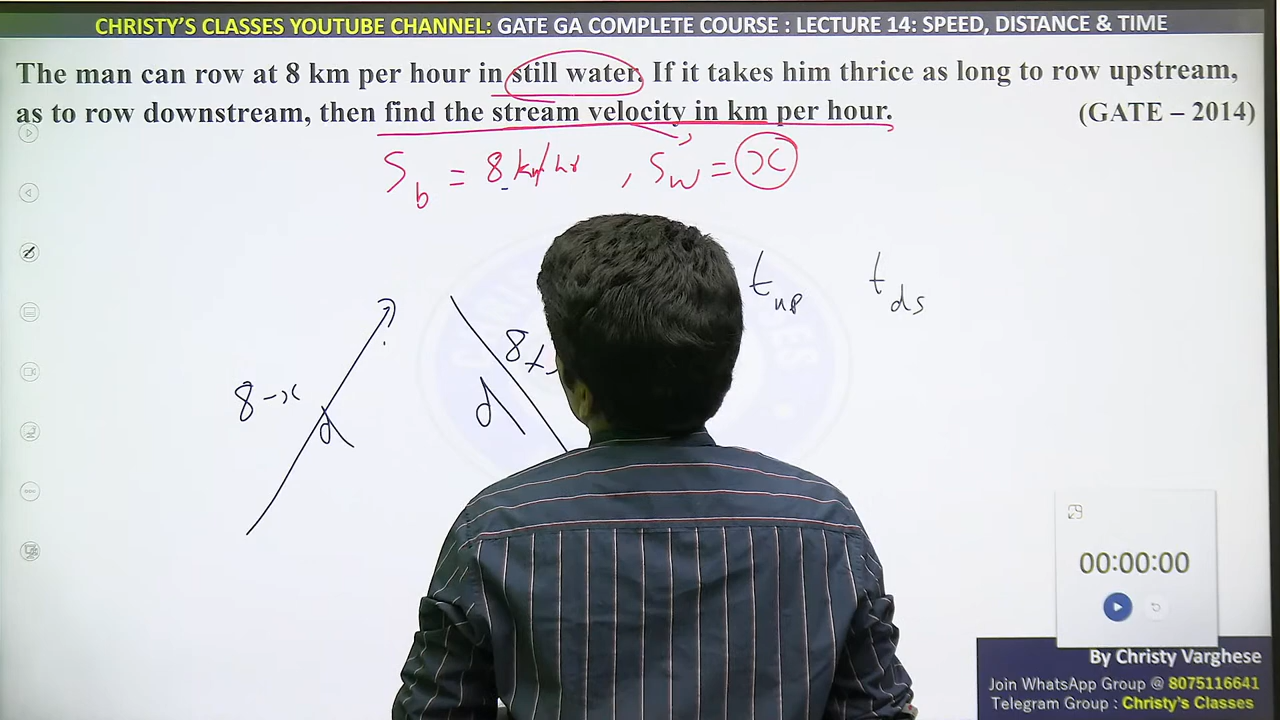 CHRISTY'S CLASSES YOUTUBE CHANNEL: GATE GA COMPLETE COURSE : LECTURE 14: SPEED, DISTANCE & TIME
The man can row at 8 km per hour in still water. If it takes him thrice as long to row upstream,
as to row downstream, then find the stream velocity in km per hour. (GATE – 2014)
S_b = 8 km/hr , S_w = x
t_up t_ds
8 - x
d
8 +
d
00:00:00
By Christy Varghese
Join WhatsApp Group @ 8075116641
Telegram Group : Christy's Classes